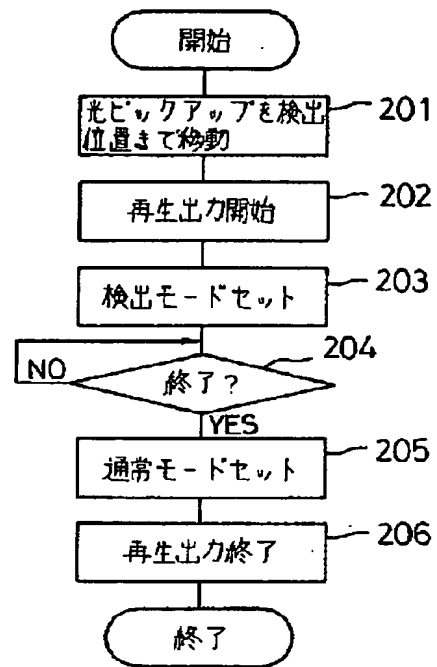 開始
光ピックアップを検出 201
位置まで移動
再生出力開始 202
検出モードセット 203
終了? 204
NO
YES
通常モードセット 205
再生出力終了 206
終了